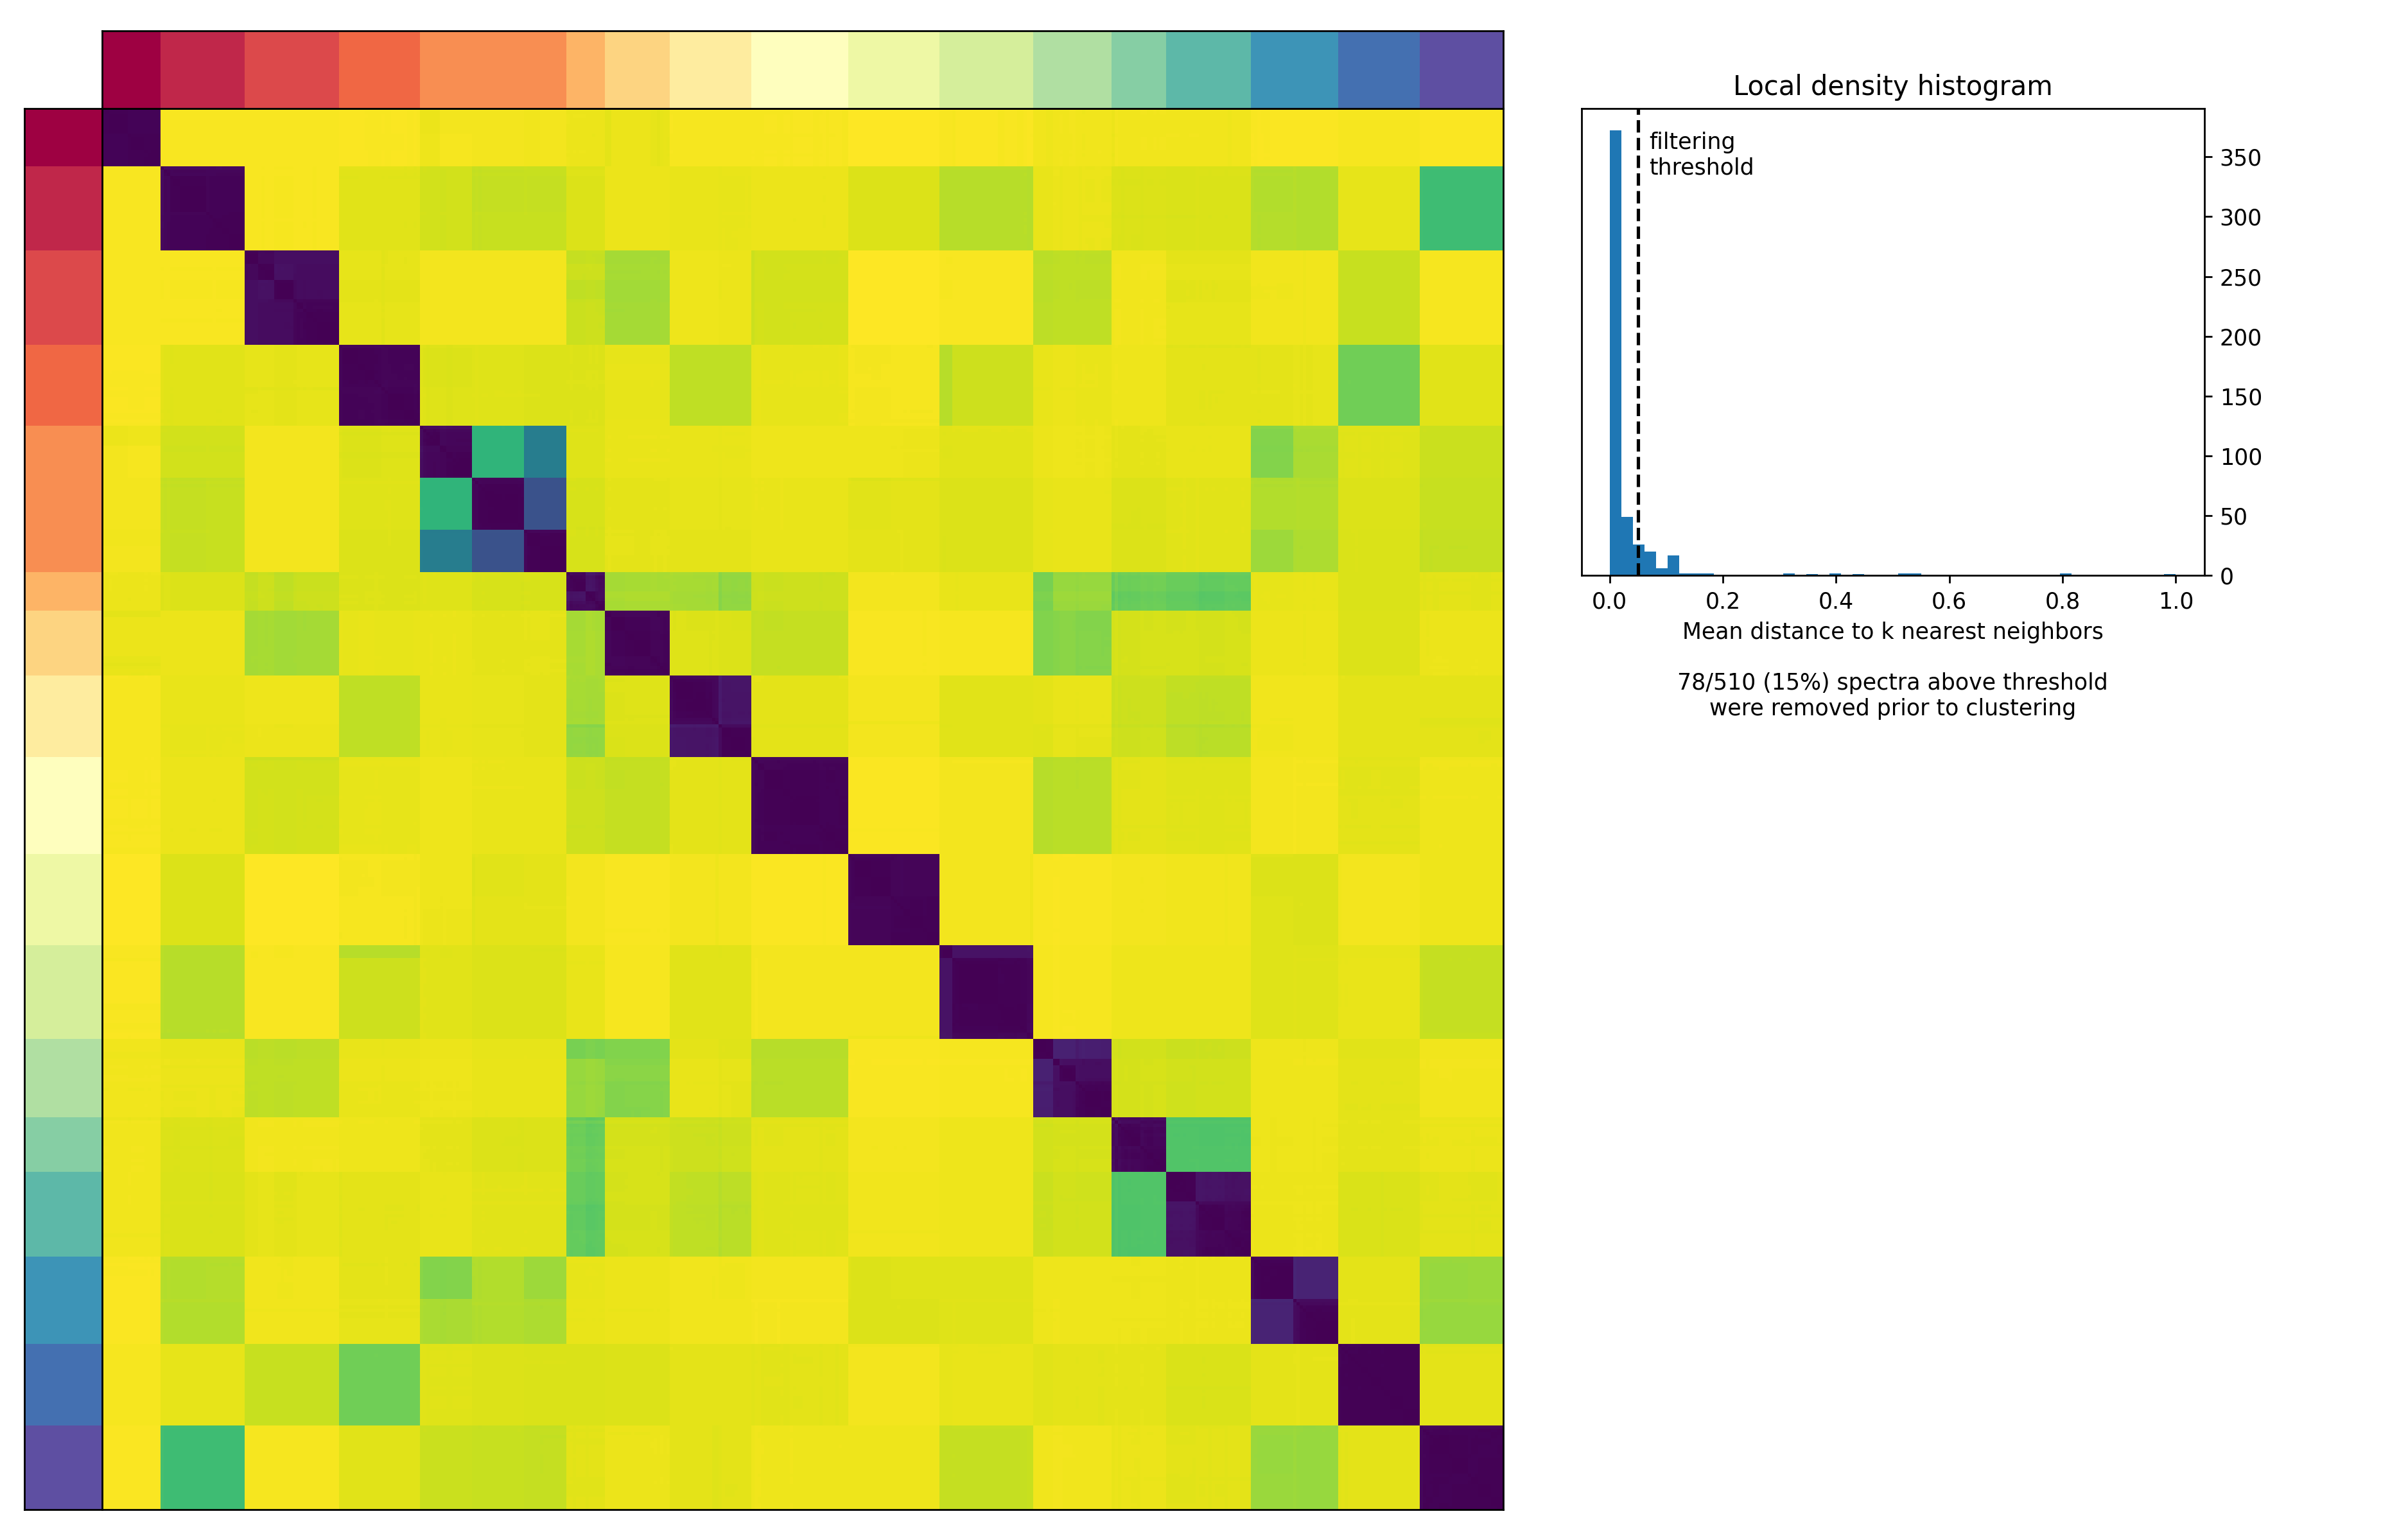 Local density histogram
filtering
threshold
350
300
250
200
150
100
50
0
0.0 0.2 0.4 0.6 0.8 1.0
Mean distance to k nearest neighbors
78/510 (15%) spectra above threshold
were removed prior to clustering